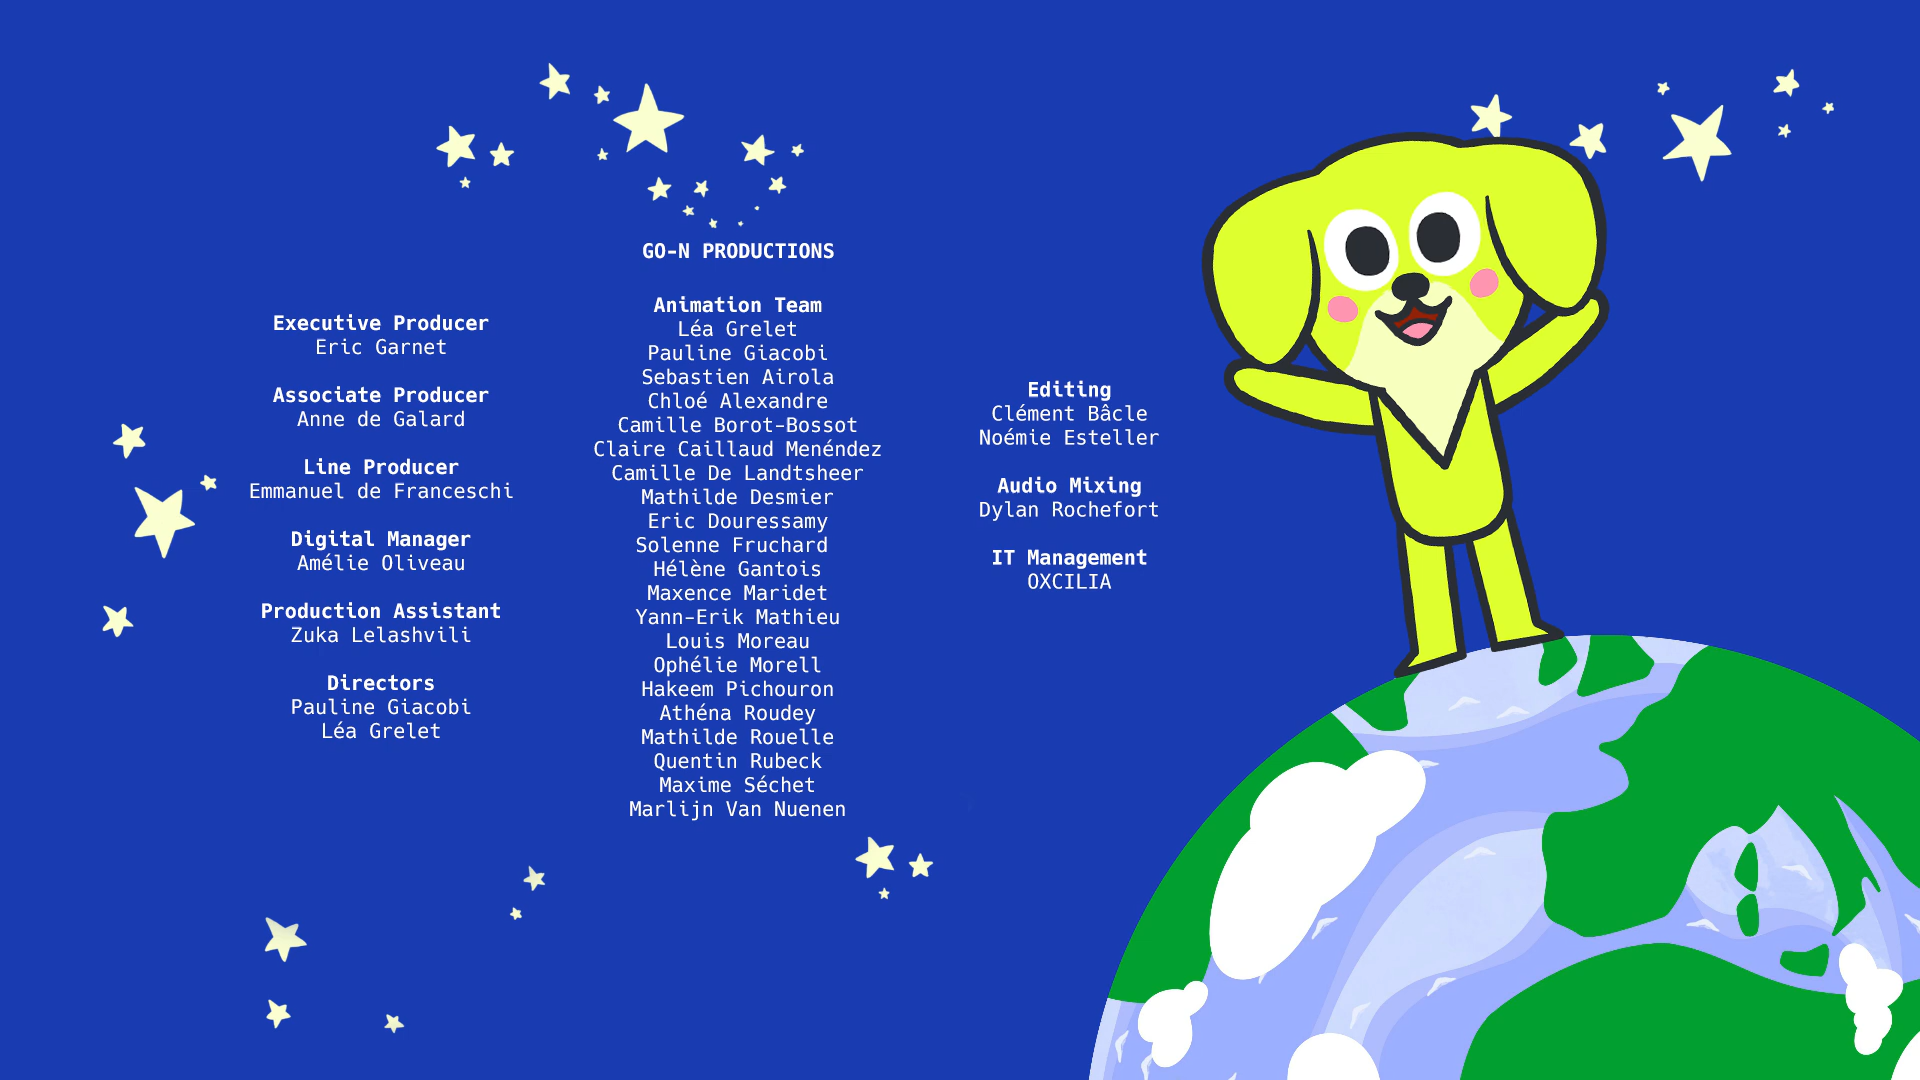 GO-N PRODUCTIONS
Executive Producer
Eric Garnet
Associate Producer
Anne de Galard
Line Producer
Emmanuel de Franceschi
Digital Manager
Amélie Oliveau
Production Assistant
Zuka Lelashvili
Directors
Pauline Giacobi
Léa Grelet
Animation Team
Léa Grelet
Pauline Giacobi
Sebastien Airola
Chloé Alexandre
Camille Borot-Bossot
Claire Caillaud Menéndez
Camille De Landtsheer
Mathilde Desmier
Eric Douressamy
Solenne Fruchard
Hélène Gantois
Maxence Maridet
Yann-Erik Mathieu
Louis Moreau
Ophélie Morell
Hakeem Pichouron
Athéna Roudey
Mathilde Rouelle
Quentin Rubeck
Maxime Séchet
Marlijn Van Nuenen
Editing
Clément Bâcle
Noémie Esteller
Audio Mixing
Dylan Rochefort
IT Management
OXCILIA